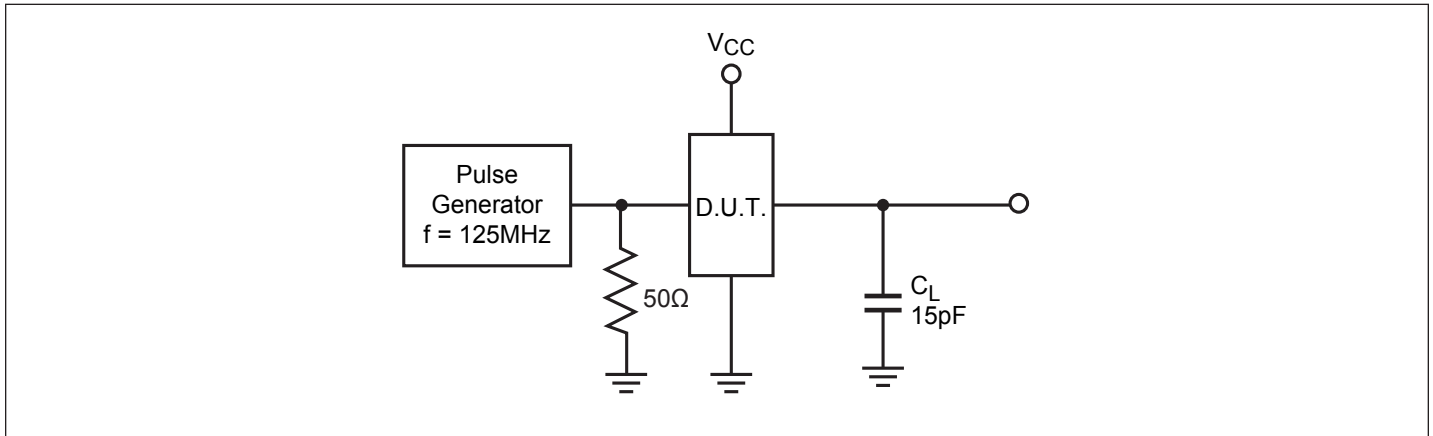 VCC
Pulse
Generator
f = 125MHz
D.U.T.
50Ω
CL
15pF